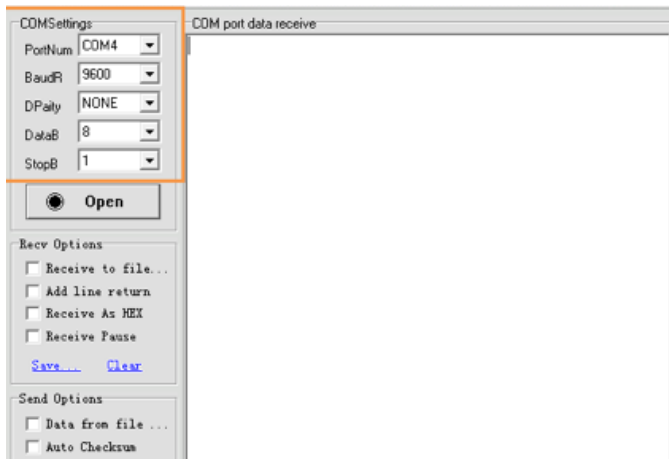 COMSettings
PortNum COM4
BaudR 9600
DPaity NONE
DataB 8
StopB 1
Open
Recv Options
Receive to file...
Add line return
Receive As HEX
Receive Pause
Save... Clear
Send Options
Data from file ...
Auto Checksum
COM port data receive